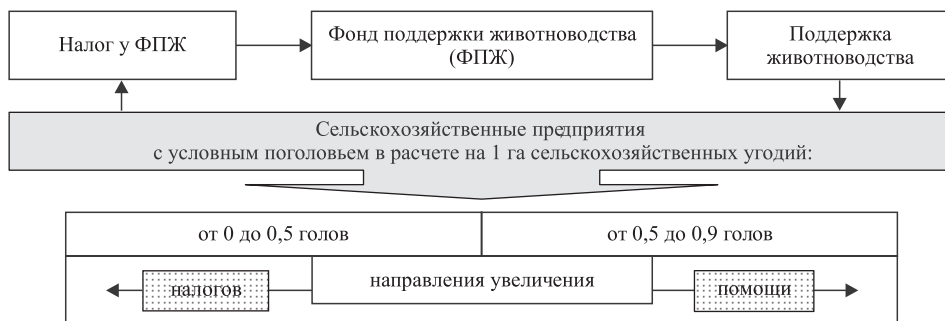 Налог у ФПЖ
Фонд поддержки животноводства
(ФПЖ)
Поддержка
животноводства
Сельскохозяйственные предприятия
с условным поголовьем в расчете на 1 га сельскохозяйственных угодий:
от 0 до 0,5 голов
от 0,5 до 0,9 голов
налогов
направления увеличения
помощи